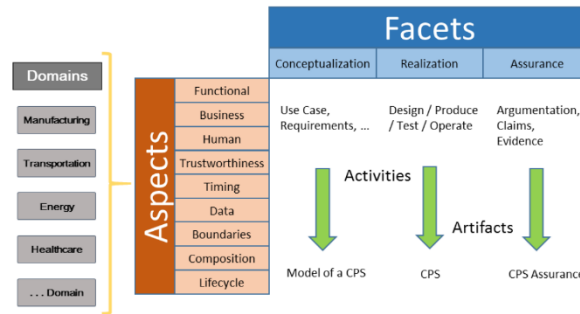 Facets
Conceptualization
Realization
Assurance
Domains
Manufacturing
Transportation
Energy
Healthcare
. . . Domain
Aspects
Functional
Business
Human
Trustworthiness
Timing
Data
Boundaries
Composition
Lifecycle
Use Case,
Requirements, ...
Design / Produce
/ Test / Operate
Argumentation,
Claims,
Evidence
Activities
Artifacts
Model of a CPS
CPS
CPS Assurance